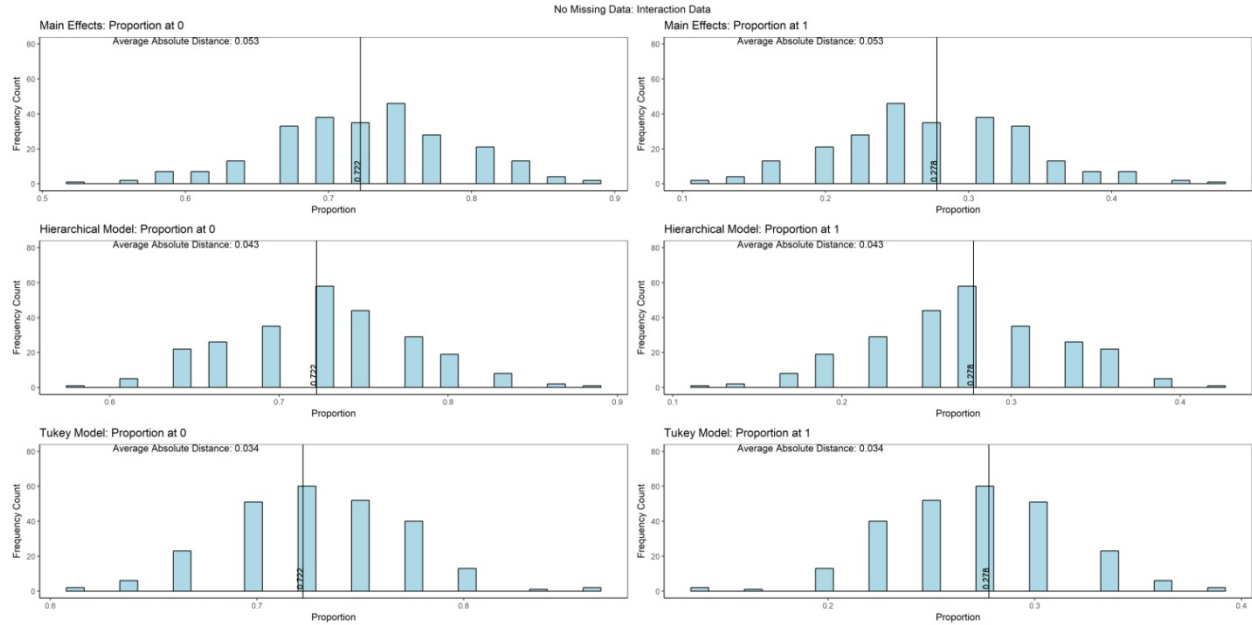 No Missing Data: Interaction Data
Main Effects: Proportion at 0
Average Absolute Distance: 0.053
80
60
40
20
0
Frequency Count
0.722
0.5
0.6
0.7
0.8
0.9
Proportion
Main Effects: Proportion at 1
Average Absolute Distance: 0.053
80
60
40
20
0
Frequency Count
0.278
0.1
0.2
0.3
0.4
Proportion
Hierarchical Model: Proportion at 0
Average Absolute Distance: 0.043
80
60
40
20
0
Frequency Count
0.722
0.6
0.7
0.8
0.9
Proportion
Hierarchical Model: Proportion at 1
Average Absolute Distance: 0.043
80
60
40
20
0
Frequency Count
0.278
0.1
0.2
0.3
0.4
Proportion
Tukey Model: Proportion at 0
Average Absolute Distance: 0.034
80
60
40
20
0
Frequency Count
0.722
0.6
0.7
0.8
Proportion
Tukey Model: Proportion at 1
Average Absolute Distance: 0.034
80
60
40
20
0
Frequency Count
0.278
0.2
0.3
0.4
Proportion